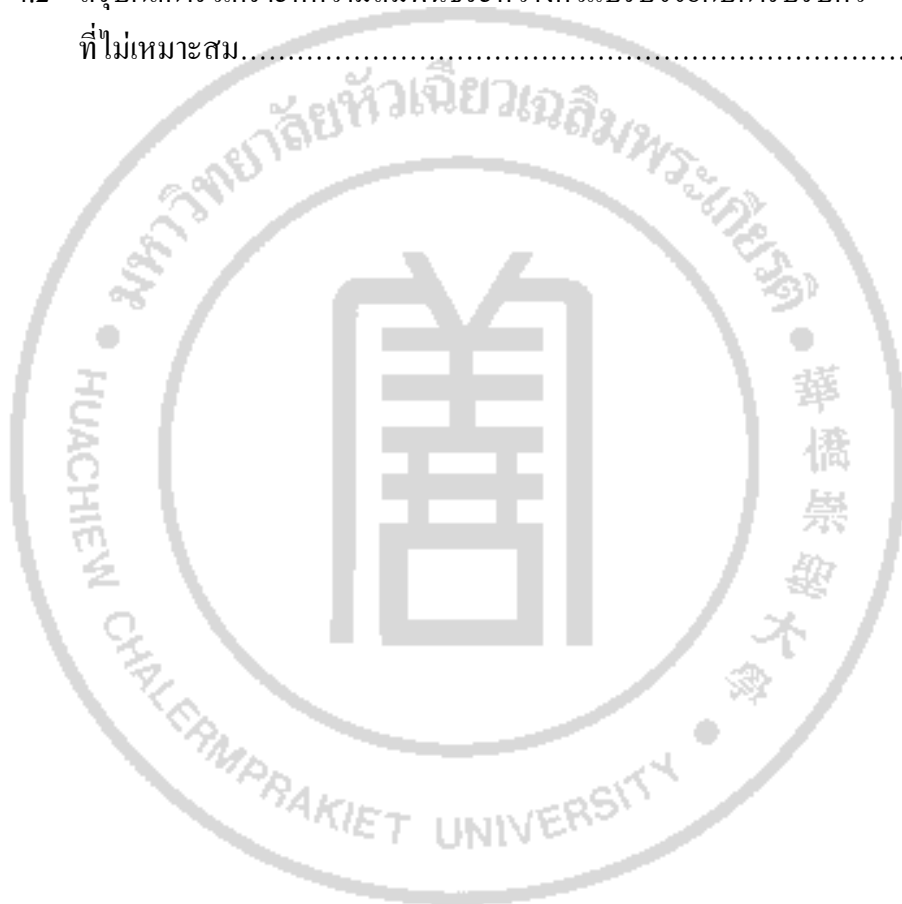 ที่ไม่เหมาะสม........................................................................
มหาวิทยาลัยหัวเฉียวเฉลิมพระเกียรติ
HUACHIEW CHALERMPRAKIET UNIVERSITY
華僑崇聖大學